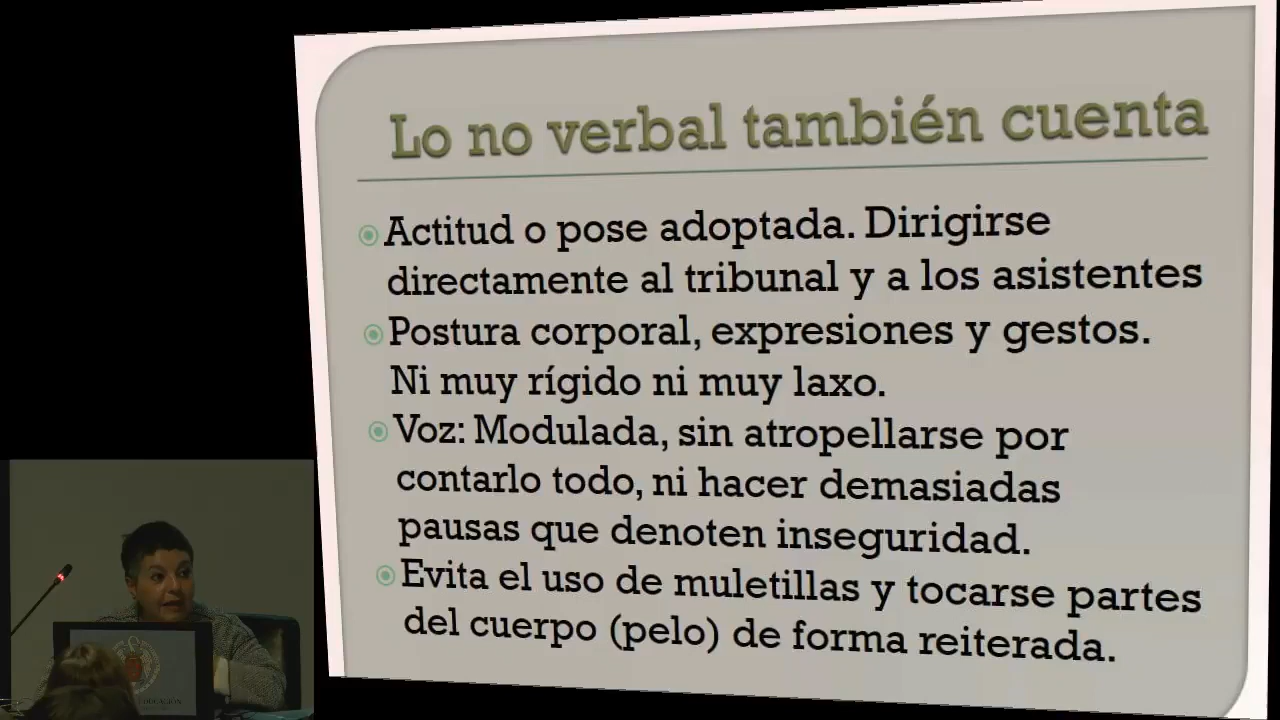 Lo no verbal también cuenta
Actitud o pose adoptada. Dirigirse
directamente al tribunal y a los asistentes
Postura corporal, expresiones y gestos.
Ni muy rígido ni muy laxo.
Voz: Modulada, sin atropellarse por
contarlo todo, ni hacer demasiadas
pausas que denoten inseguridad.
Evita el uso de muletillas y tocarse partes
del cuerpo (pelo) de forma reiterada.